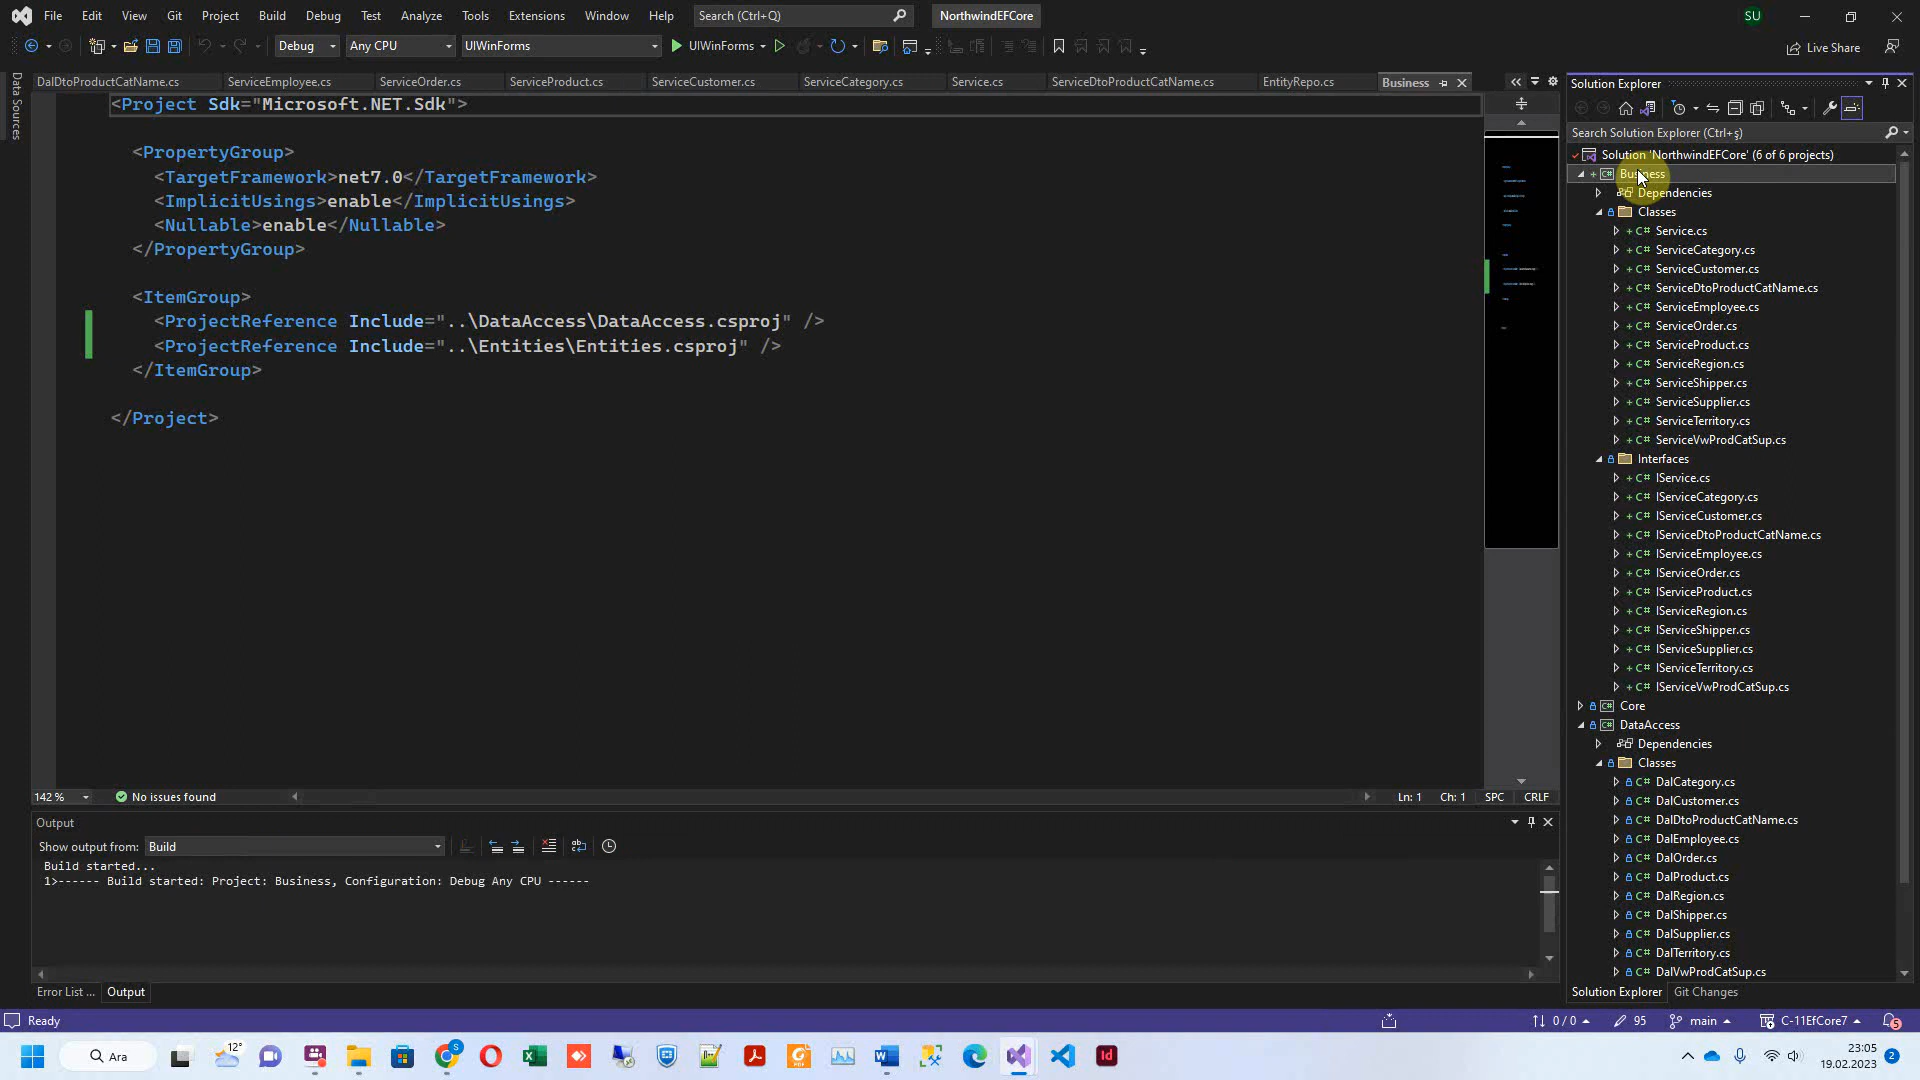 File Edit View Git Project Build Debug Test Analyze Tools Extensions Window Help Search (Ctrl+Q) NorthwindEFCore SU
Debug Any CPU UIWinForms UIWinForms Live Share
DalDtoProductCatName.cs ServiceEmployee.cs ServiceOrder.cs ServiceProduct.cs ServiceCustomer.cs ServiceCategory.cs Service.cs ServiceDtoProductCatName.cs EntityRepo.cs Business
Data Sources
<Project Sdk="Microsoft.NET.Sdk">
<PropertyGroup>
<TargetFramework>net7.0</TargetFramework>
<ImplicitUsings>enable</ImplicitUsings>
<Nullable>enable</Nullable>
</PropertyGroup>
<ItemGroup>
<ProjectReference Include="..\DataAccess\DataAccess.csproj" />
<ProjectReference Include="..\Entities\Entities.csproj" />
</ItemGroup>
</Project>
142 % No issues found Ln: 1 Ch: 1 SPC CRLF
Output
Show output from: Build
Build started...
1>------ Build started: Project: Business, Configuration: Debug Any CPU ------
Error List ... Output
Solution Explorer
Search Solution Explorer (Ctrl+ş)
Solution 'NorthwindEFCore' (6 of 6 projects)
Business
Dependencies
Classes
Service.cs
ServiceCategory.cs
ServiceCustomer.cs
ServiceDtoProductCatName.cs
ServiceEmployee.cs
ServiceOrder.cs
ServiceProduct.cs
ServiceRegion.cs
ServiceShipper.cs
ServiceSupplier.cs
ServiceTerritory.cs
ServiceVwProdCatSup.cs
Interfaces
IService.cs
IServiceCategory.cs
IServiceCustomer.cs
IServiceDtoProductCatName.cs
IServiceEmployee.cs
IServiceOrder.cs
IServiceProduct.cs
IServiceRegion.cs
IServiceShipper.cs
IServiceSupplier.cs
IServiceTerritory.cs
IServiceVwProdCatSup.cs
Core
DataAccess
Dependencies
Classes
DalCategory.cs
DalCustomer.cs
DalDtoProductCatName.cs
DalEmployee.cs
DalOrder.cs
DalProduct.cs
DalRegion.cs
DalShipper.cs
DalSupplier.cs
DalTerritory.cs
DalVwProdCatSup.cs
Solution Explorer Git Changes
Ready 0 / 0 95 main C-11EfCore7 5
Ara 12° 23:05
19.02.2023 2